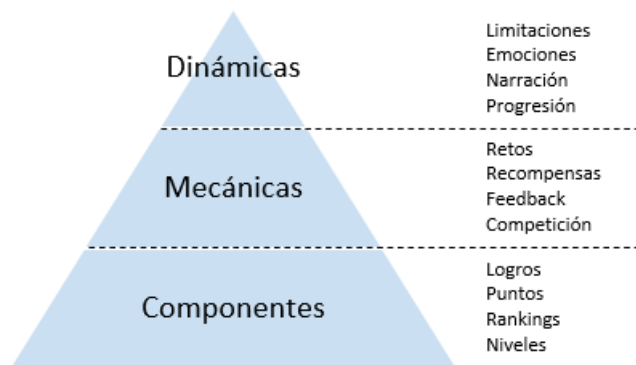 Dinámicas
Limitaciones
Emociones
Narración
Progresión
Mecánicas
Retos
Recompensas
Feedback
Competición
Componentes
Logros
Puntos
Rankings
Niveles